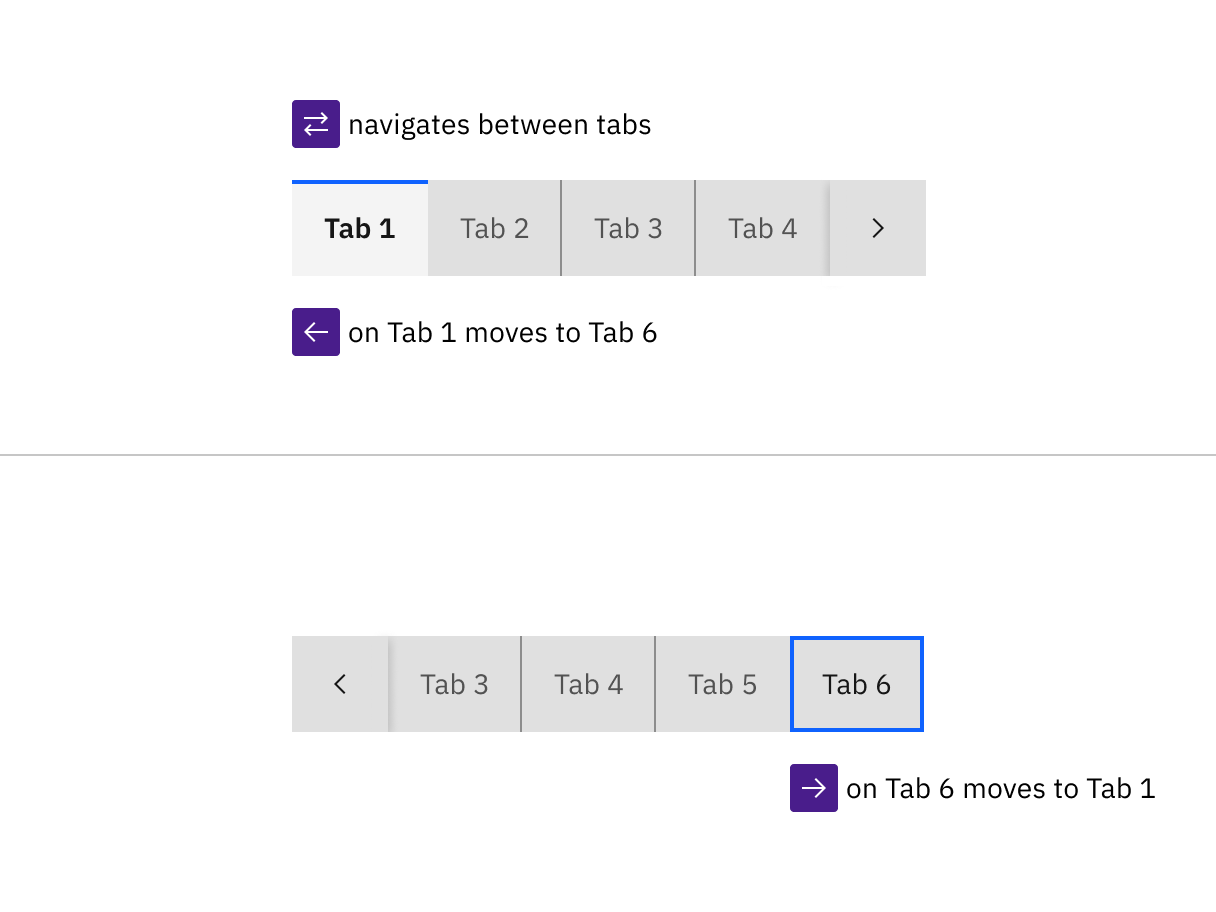 navigates between tabs
Tab 1 Tab 2 Tab 3 Tab 4
on Tab 1 moves to Tab 6
Tab 3 Tab 4 Tab 5 Tab 6
on Tab 6 moves to Tab 1